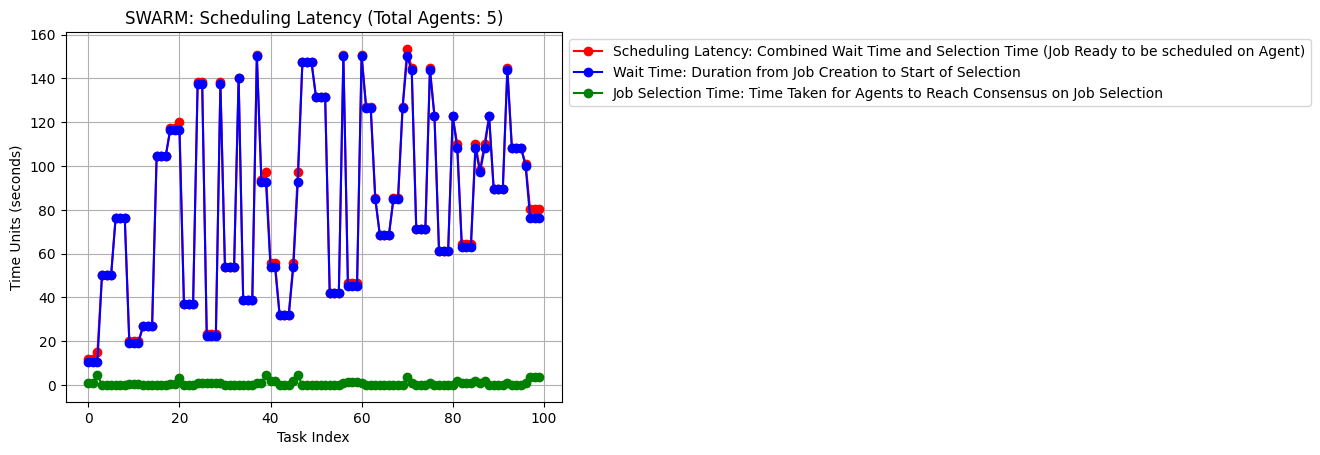 SWARM: Scheduling Latency (Total Agents: 5)
Scheduling Latency: Combined Wait Time and Selection Time (Job Ready to be scheduled on Agent)
Wait Time: Duration from Job Creation to Start of Selection
Job Selection Time: Time Taken for Agents to Reach Consensus on Job Selection
Time Units (seconds)
160
140
120
100
80
60
40
20
0
0 20 40 60 80 100
Task Index